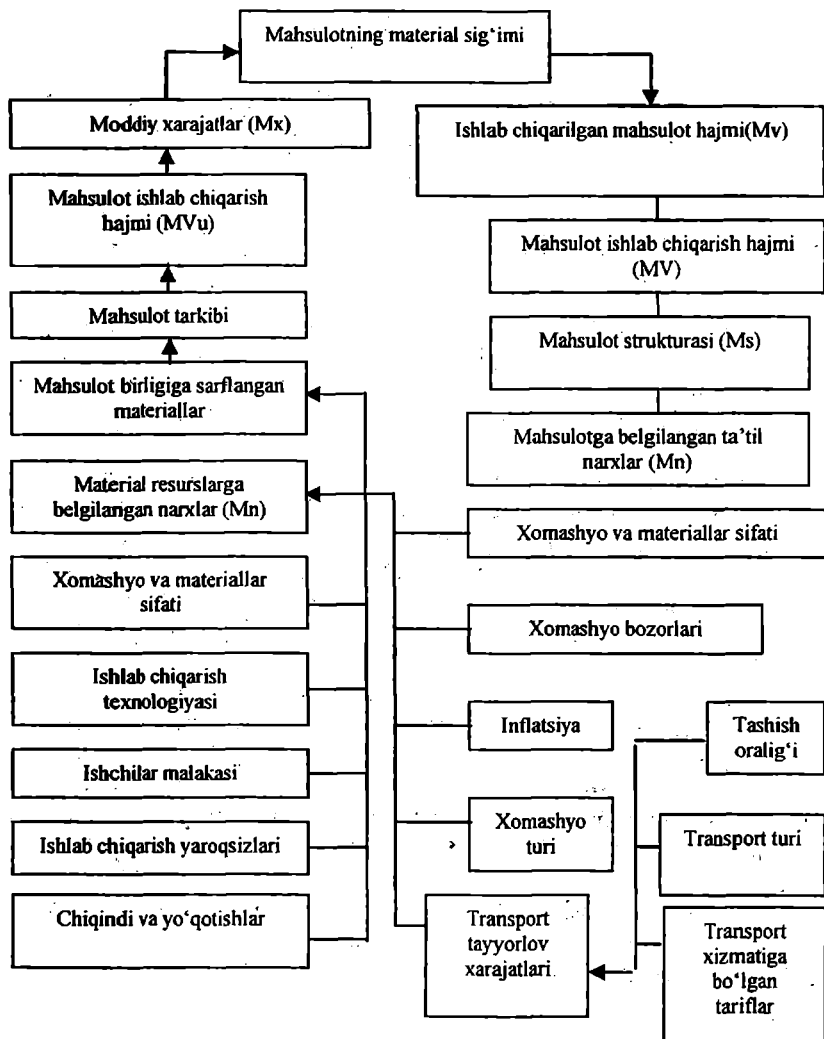 Mahsulotning material sig‘imi
Moddiy xarajatlar (Mx)
Mahsulot ishlab chiqarish
hajmi (MVu)
Mahsulot tarkibi
Mahsulot birligiga sarflangan
materiallar
Material resurslarga
belgilangan narxlar (Mn)
Xomashyo va materiallar
sifati
Ishlab chiqarish
texnologiyasi
Ishchilar malakasi
Ishlab chiqarish yaroqsizlari
Chiqindi va yo‘qotishlar
Ishlab chiqarilgan mahsulot hajmi(Mv)
Mahsulot ishlab chiqarish hajmi
(MV)
Mahsulot strukturasi (Ms)
Mahsulotga belgilangan ta’til
narxlar (Mn)
Xomashyo va materiallar sifati
Xomashyo bozorlari
Inflatsiya
Xomashyo
turi
Transport
tayyorlov
xarajatlari
Tashish
oralig‘i
Transport turi
Transport
xizmatiga
bo‘lgan
tariflar